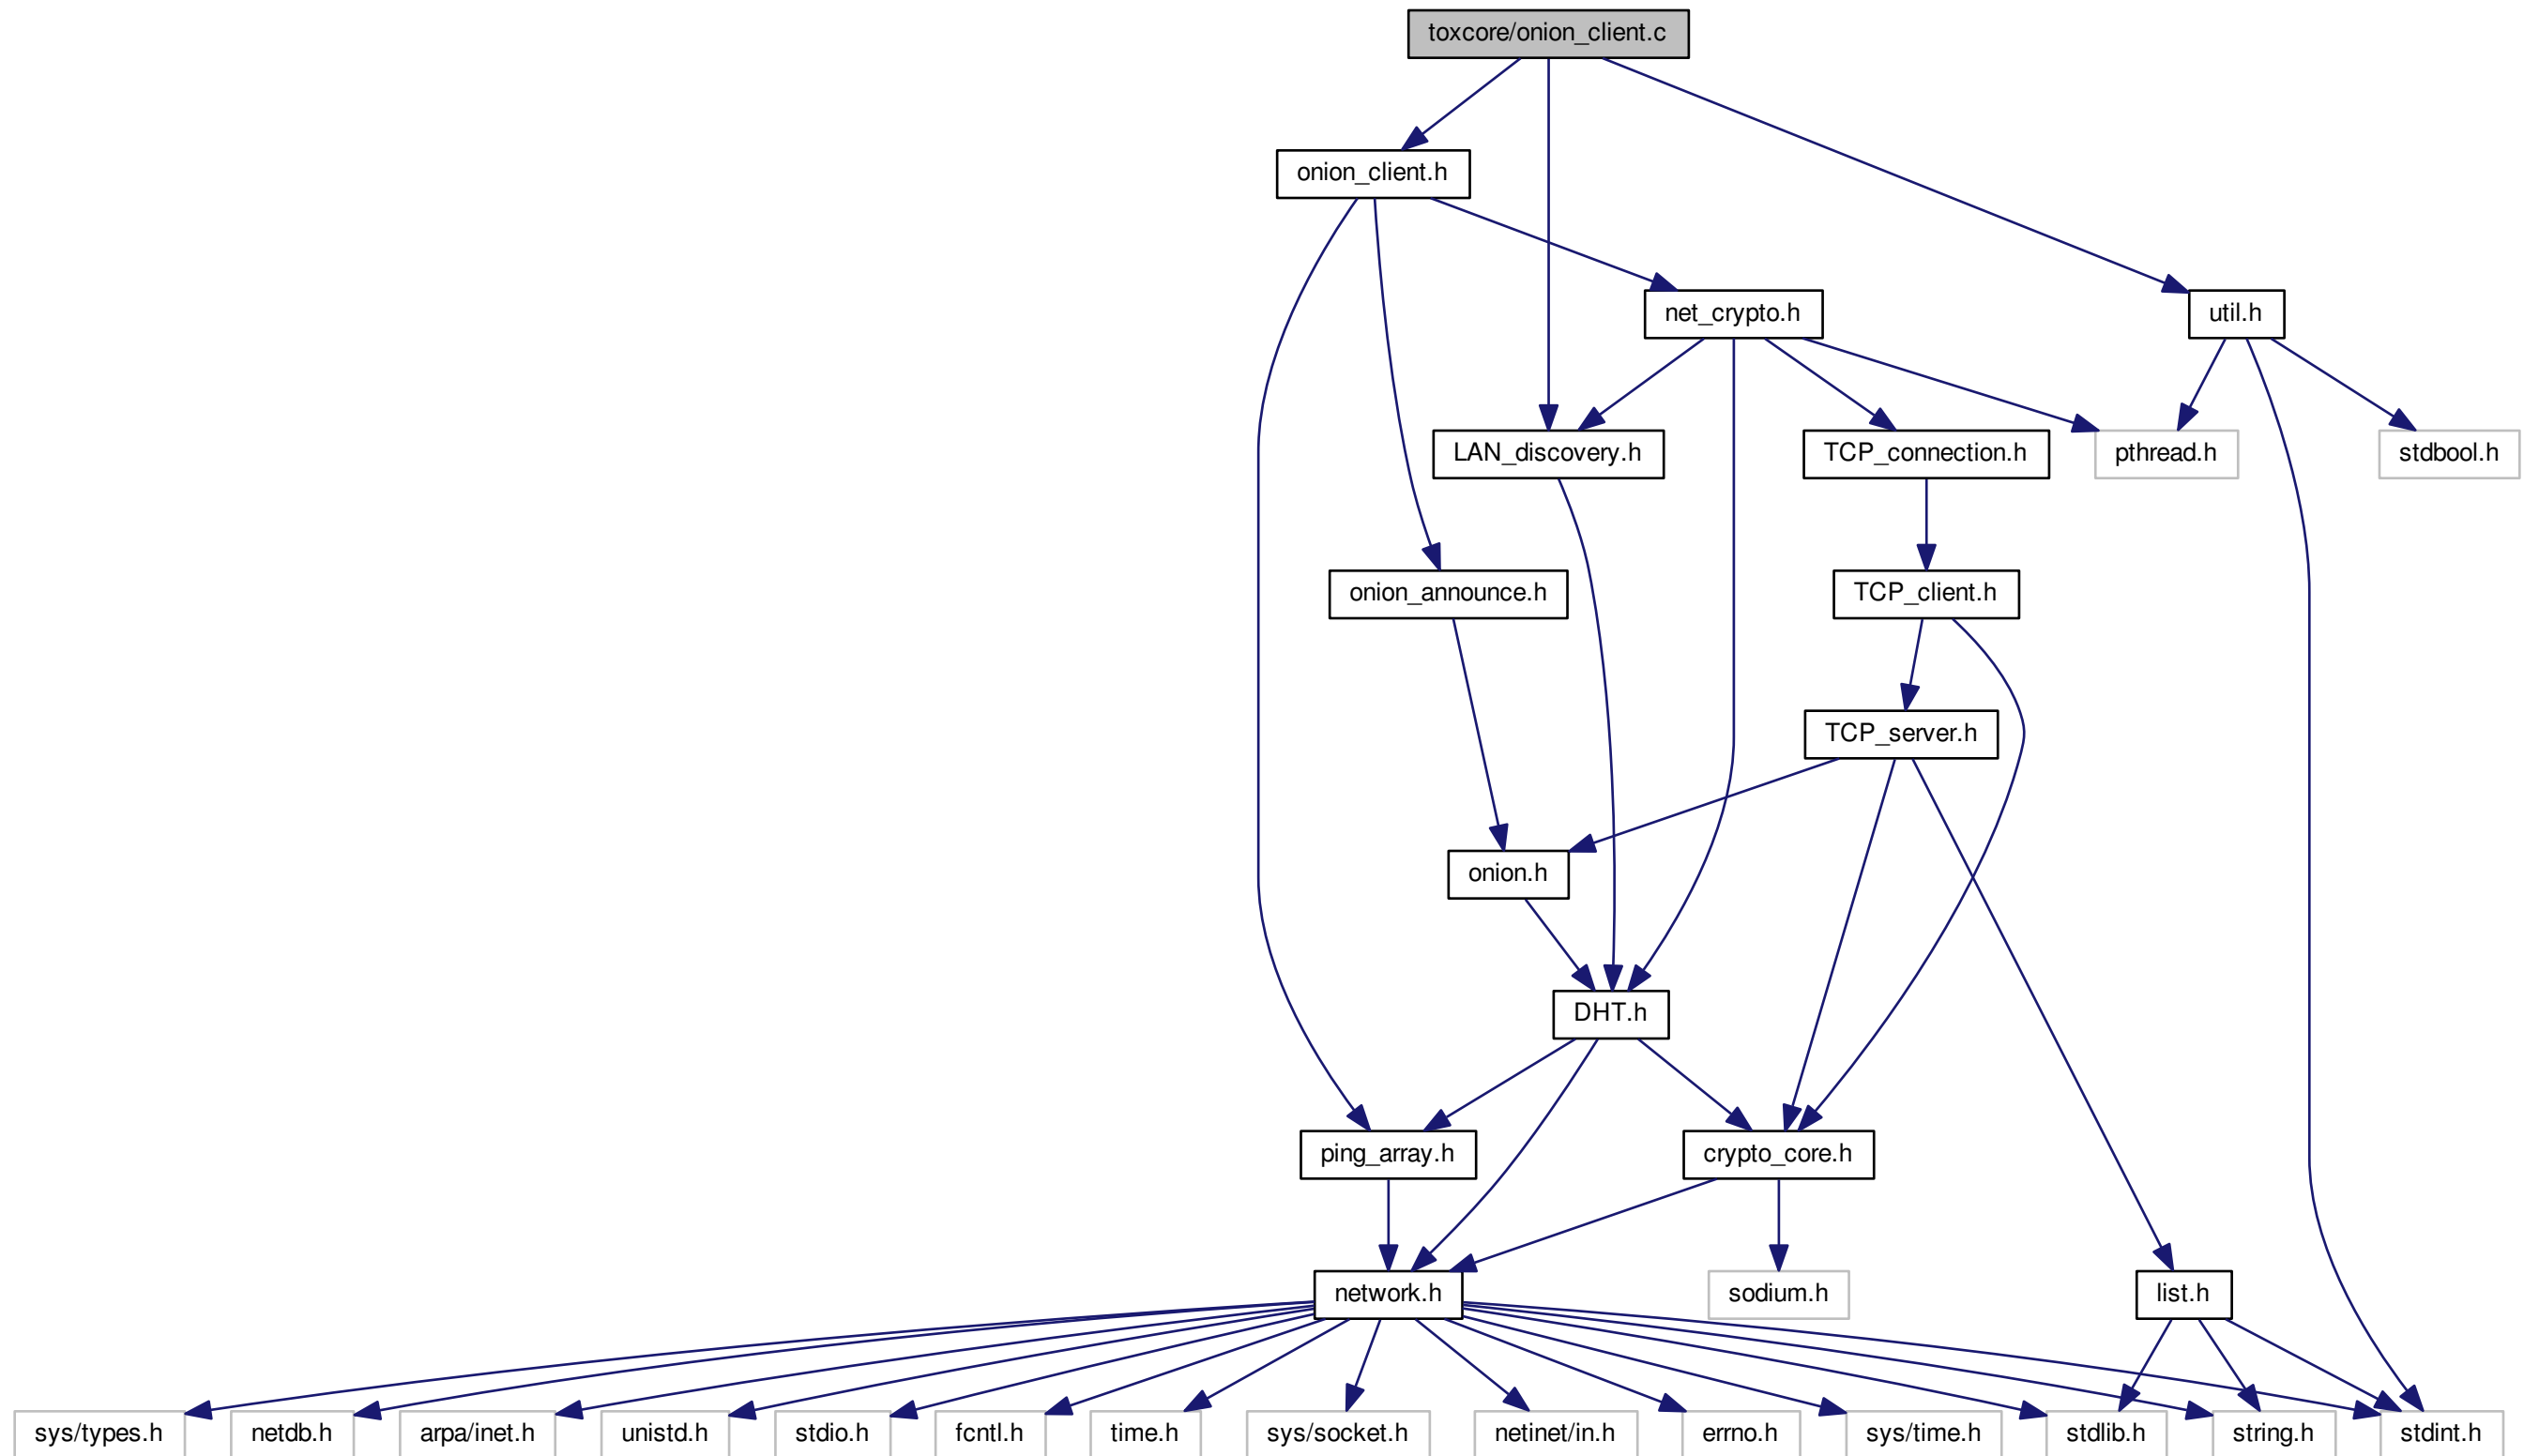 toxcore/onion_client.c
onion_client.h
net_crypto.h
util.h
LAN_discovery.h
TCP_connection.h
pthread.h
stdbool.h
onion_announce.h
TCP_client.h
TCP_server.h
onion.h
DHT.h
ping_array.h
crypto_core.h
network.h
sodium.h
list.h
sys/types.h
netdb.h
arpa/inet.h
unistd.h
stdio.h
fcntl.h
time.h
sys/socket.h
netinet/in.h
errno.h
sys/time.h
stdlib.h
string.h
stdint.h